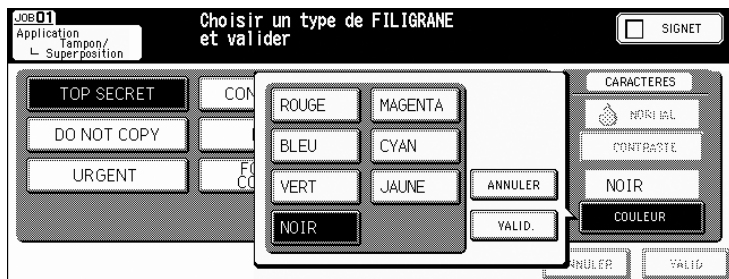 JOB01
Application
Tampon/
Superposition
Choisir un type de FILIGRANE
et valider
SIGNET
TOP SECRET
CON
DO NOT COPY
URGENT
ROUGE
MAGENTA
BLEU
CYAN
VERT
JAUNE
NOIR
ANNULER
VALID.
CARACTERES
NORMAL
CONTRASTE
NOIR
COULEUR
NNULER
VALID